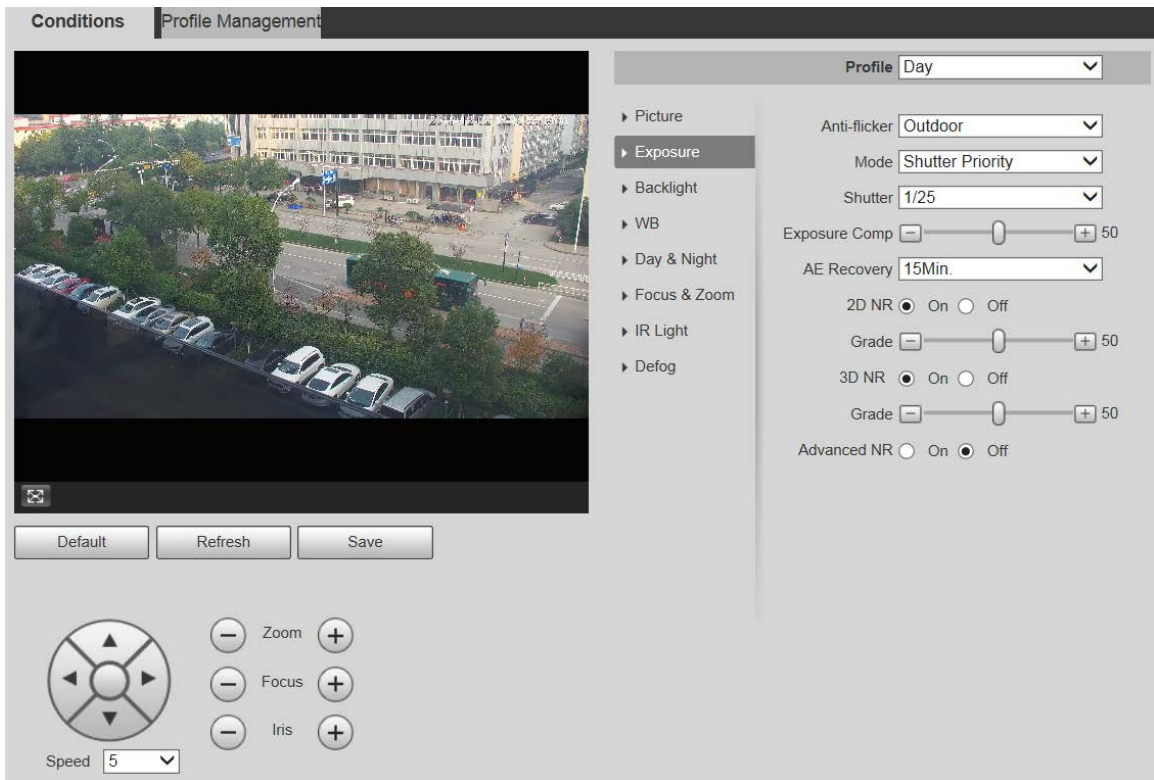 Conditions
Profile Management
Profile Day
Picture
Exposure
Backlight
WB
Day & Night
Focus & Zoom
IR Light
Defog
Anti-flicker Outdoor
Mode Shutter Priority
Shutter 1/25
Exposure Comp 50
AE Recovery 15Min.
2D NR On Off
Grade 50
3D NR On Off
Grade 50
Advanced NR On Off
Default Refresh Save
Zoom
Focus
Iris
Speed 5